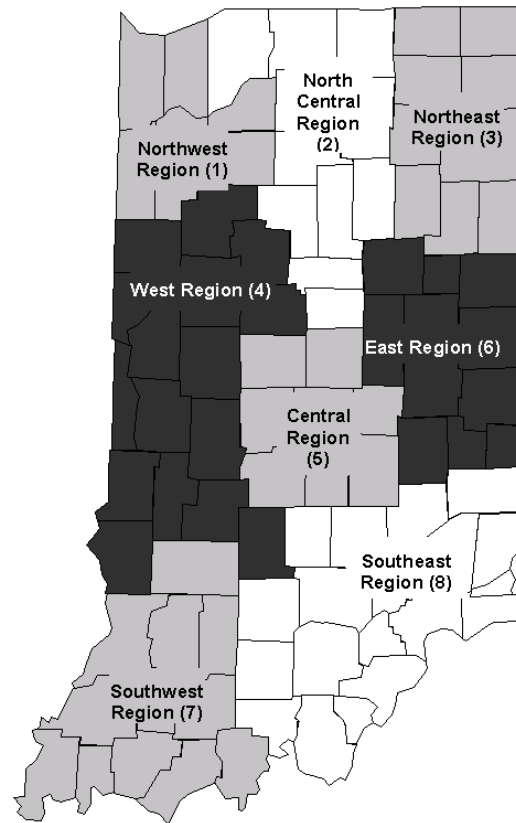 North
Central
Region
(2)
Northeast
Region (3)
Northwest
Region (1)
West Region (4)
East Region (6)
Central
Region
(5)
Southeast
Region (8)
Southwest
Region (7)